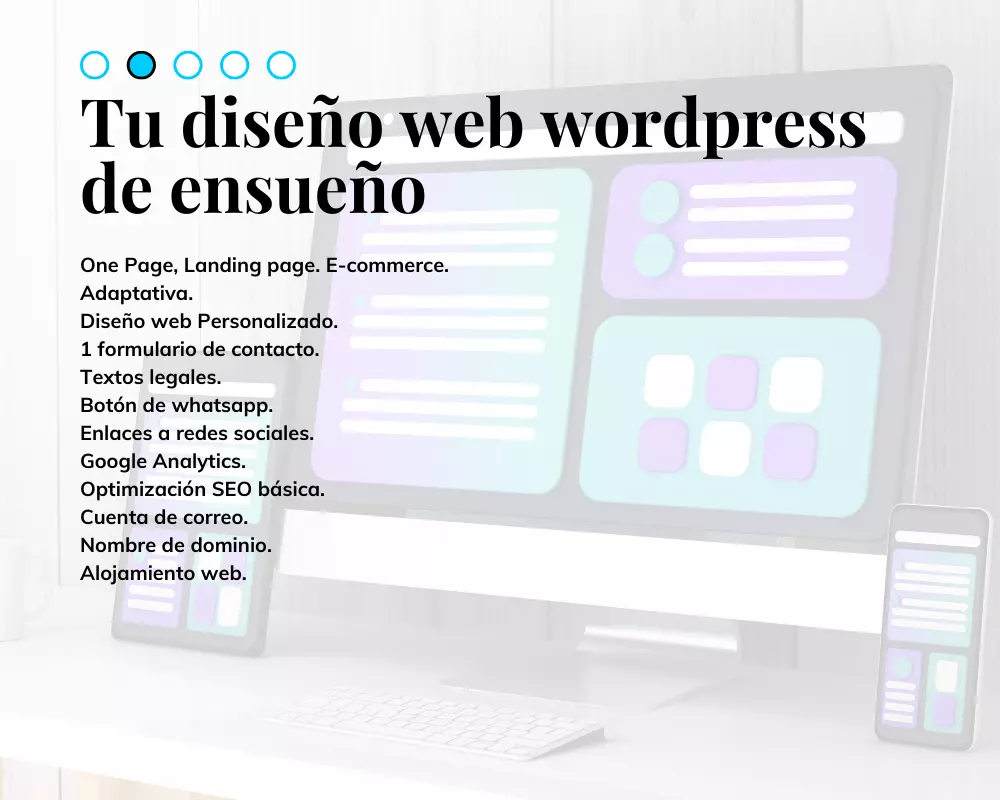 Tu diseño web wordpress
de ensueño
One Page, Landing page. E-commerce.
Adaptativa.
Diseño web Personalizado.
1 formulario de contacto.
Textos legales.
Botón de whatsapp.
Enlaces a redes sociales.
Google Analytics.
Optimización SEO básica.
Cuenta de correo.
Nombre de dominio.
Alojamiento web.